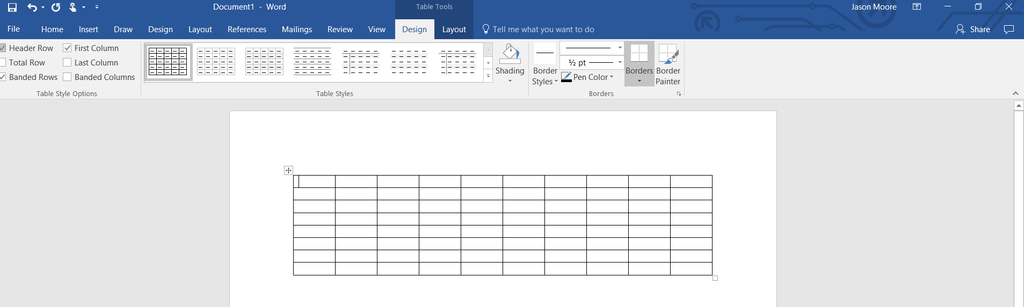 Document1 - Word
Table Tools
Jason Moore
File Home Insert Draw Design Layout References Mailings Review View Design Layout Tell me what you want to do Share
Header Row First Column
Total Row Last Column
Banded Rows Banded Columns
Table Style Options
Table Styles
Shading
Border Styles
½ pt
Pen Color
Borders
Border Painter
Borders